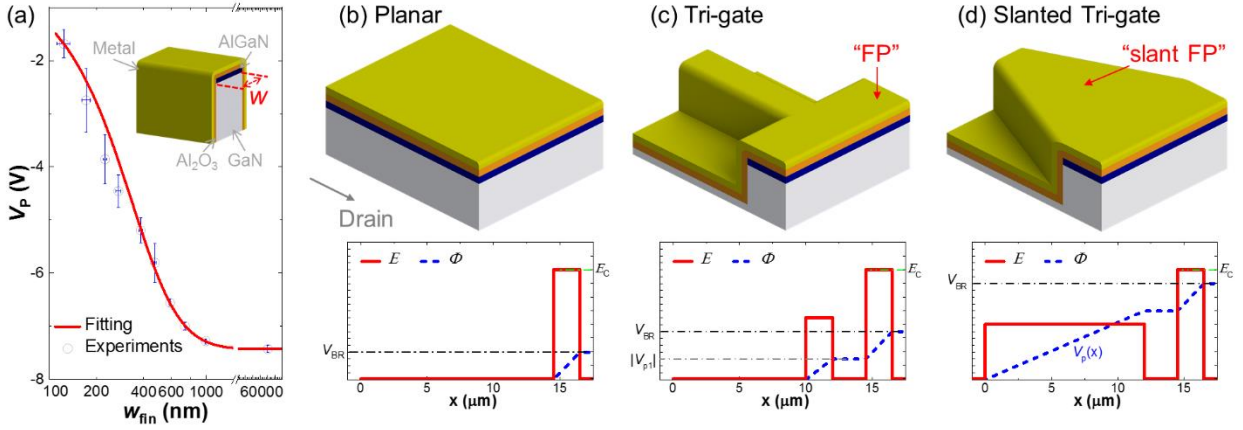 (a)
-2
-4
-6
-8
V_P (V)
Metal
AlGaN
W
Al₂O₃ GaN
Fitting
Experiments
100 200 400 600 1000 60000
w_fin (nm)
(b) Planar
Drain
E Φ
E_C
V_BR
0 5 10 15
x (μm)
(c) Tri-gate
“FP”
E Φ
E_C
V_BR
|V_p1|
0 5 10 15
x (μm)
(d) Slanted Tri-gate
“slant FP”
E Φ
E_C
V_BR
V_p(x)
0 5 10 15
x (μm)